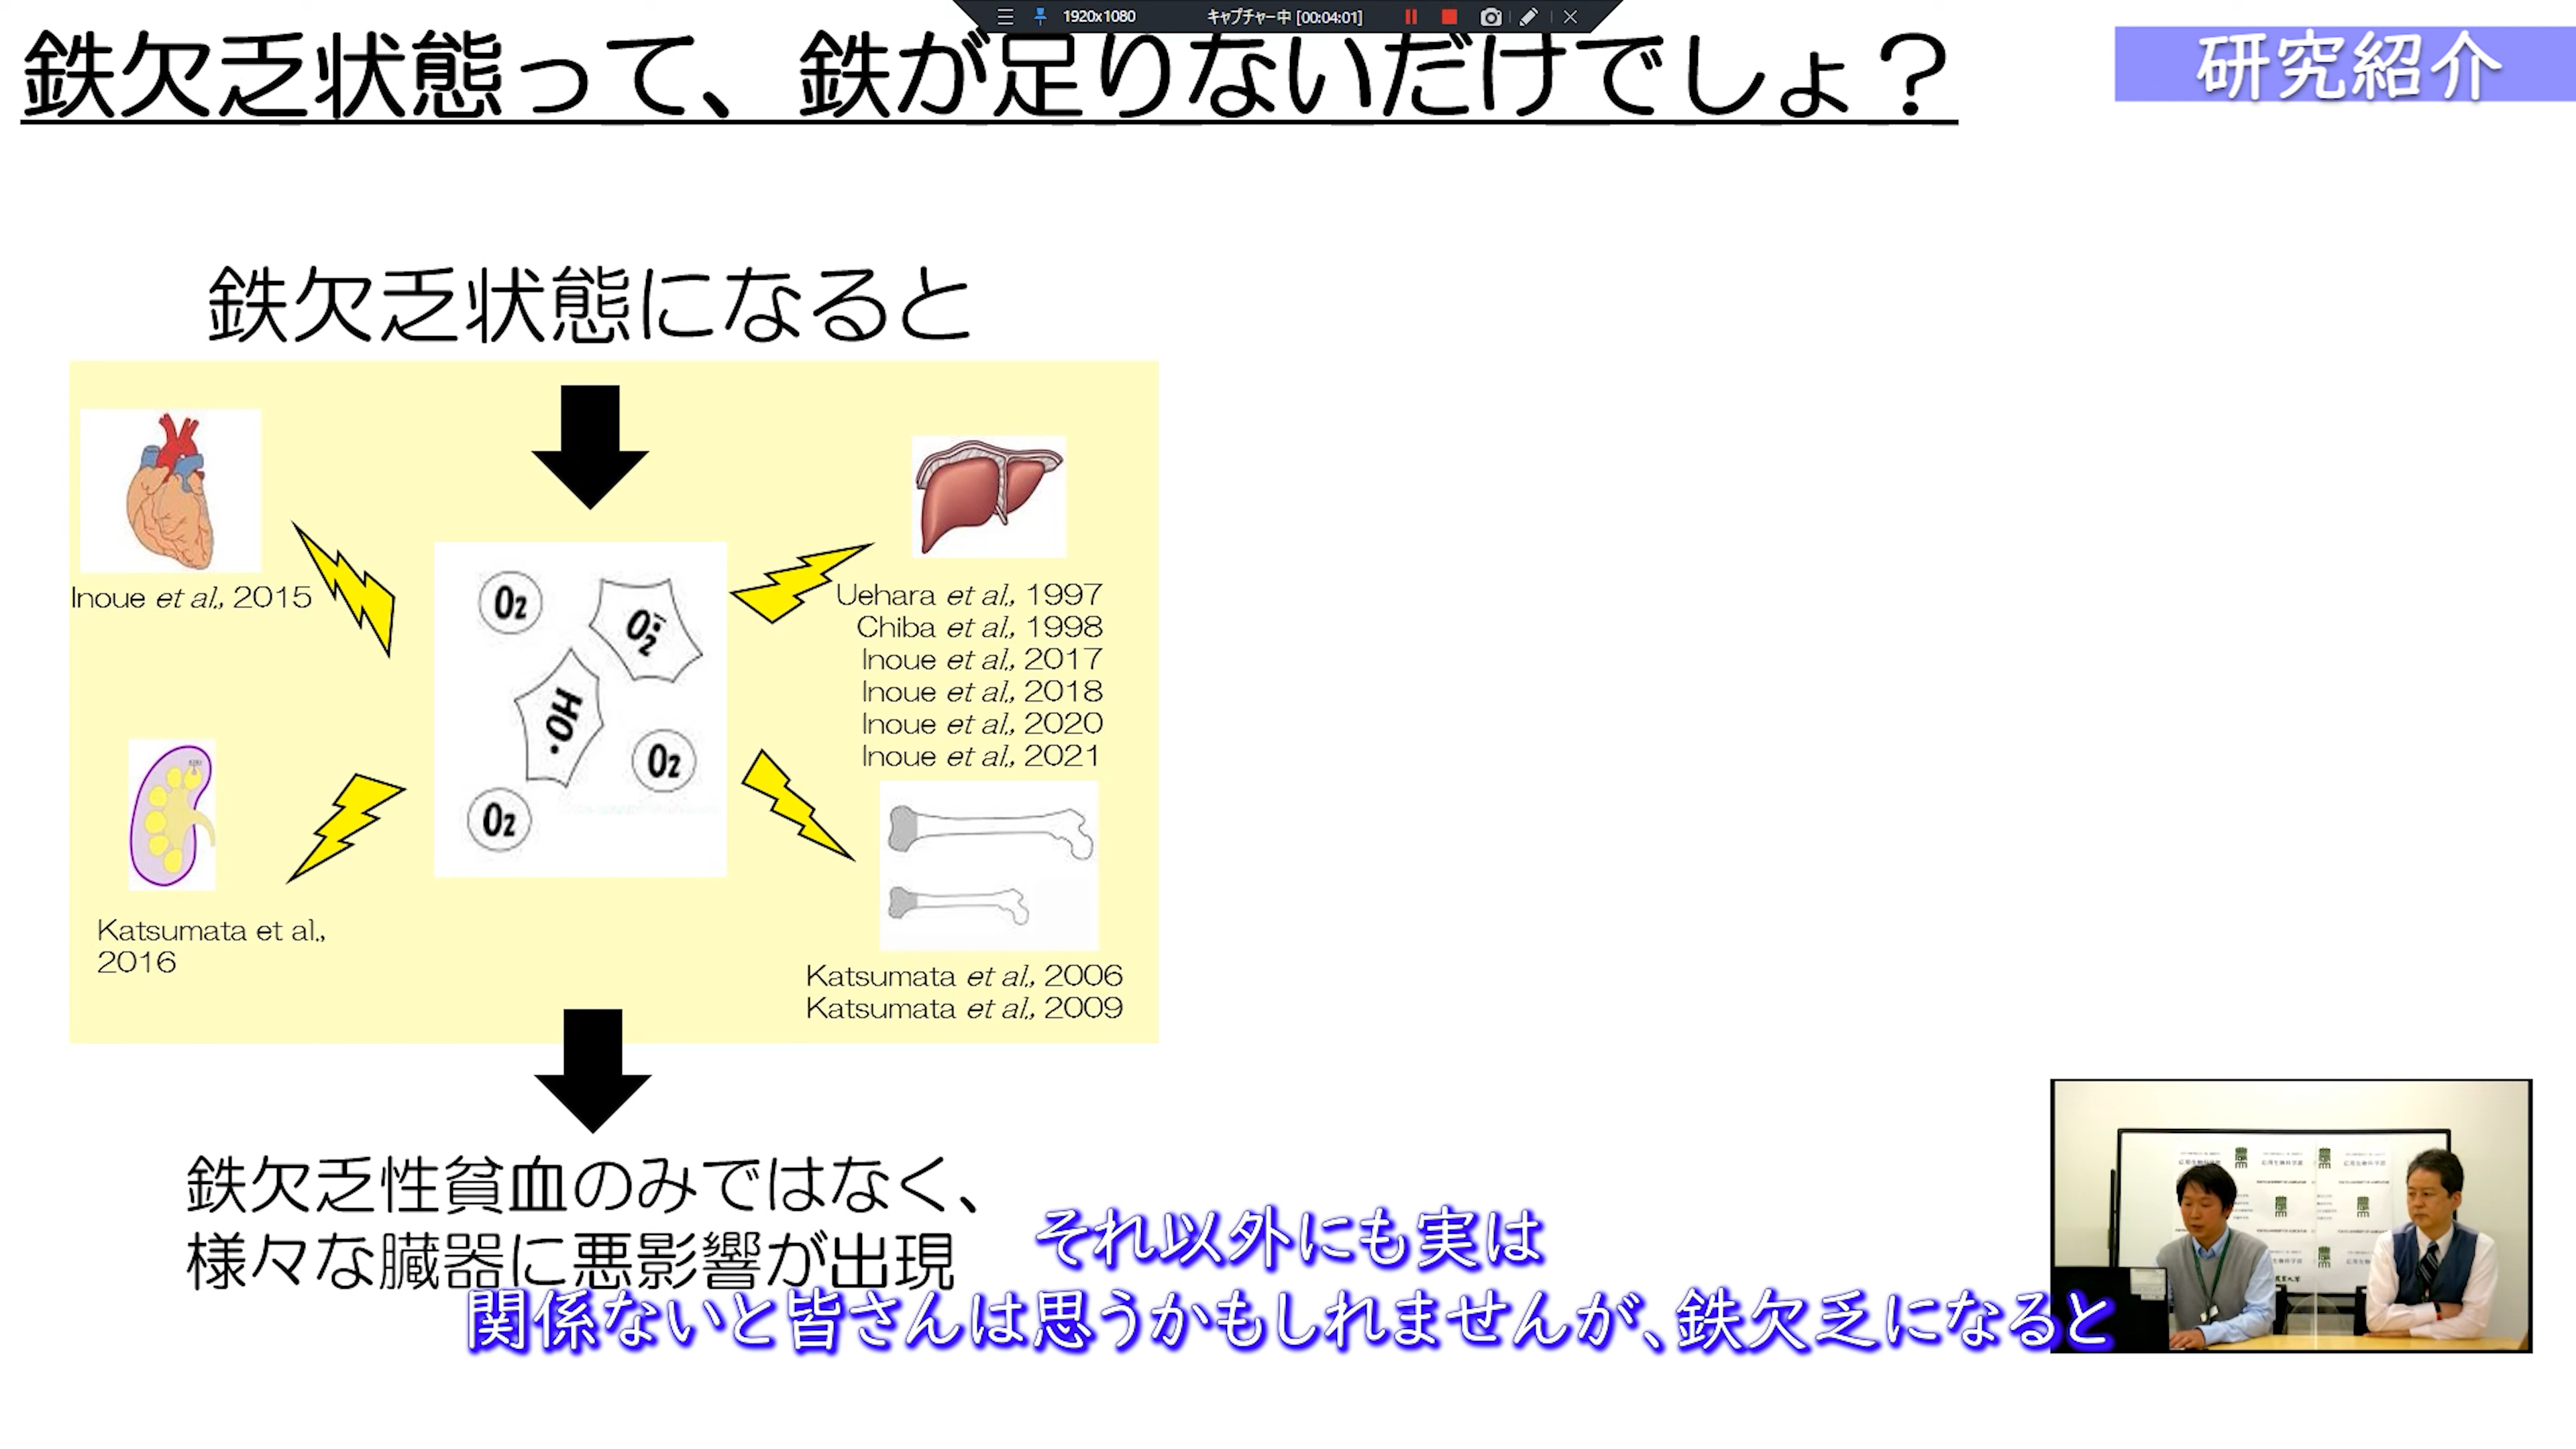 1920x1080
キャプチャー中 [00:04:01]
鉄欠乏状態って、鉄が足りないだけでしょ？
研究紹介
鉄欠乏状態になると
Inoue et al., 2015
Uehara et al., 1997
Chiba et al., 1998
Inoue et al., 2017
Inoue et al., 2018
Inoue et al., 2020
Inoue et al., 2021
O2
HO·
O2
O2
Katsumata et al.,
2016
Katsumata et al., 2006
Katsumata et al., 2009
鉄欠乏性貧血のみではなく、
様々な臓器に悪影響が出現
それ以外にも実は
関係ないと皆さんは思うかもしれませんが、鉄欠乏になると